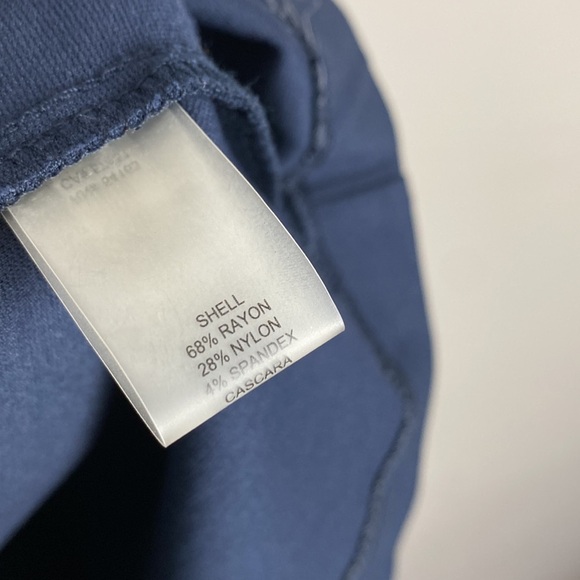 SHELL
68% RAYON
28% NYLON
4% SPANDEX
CASCARA